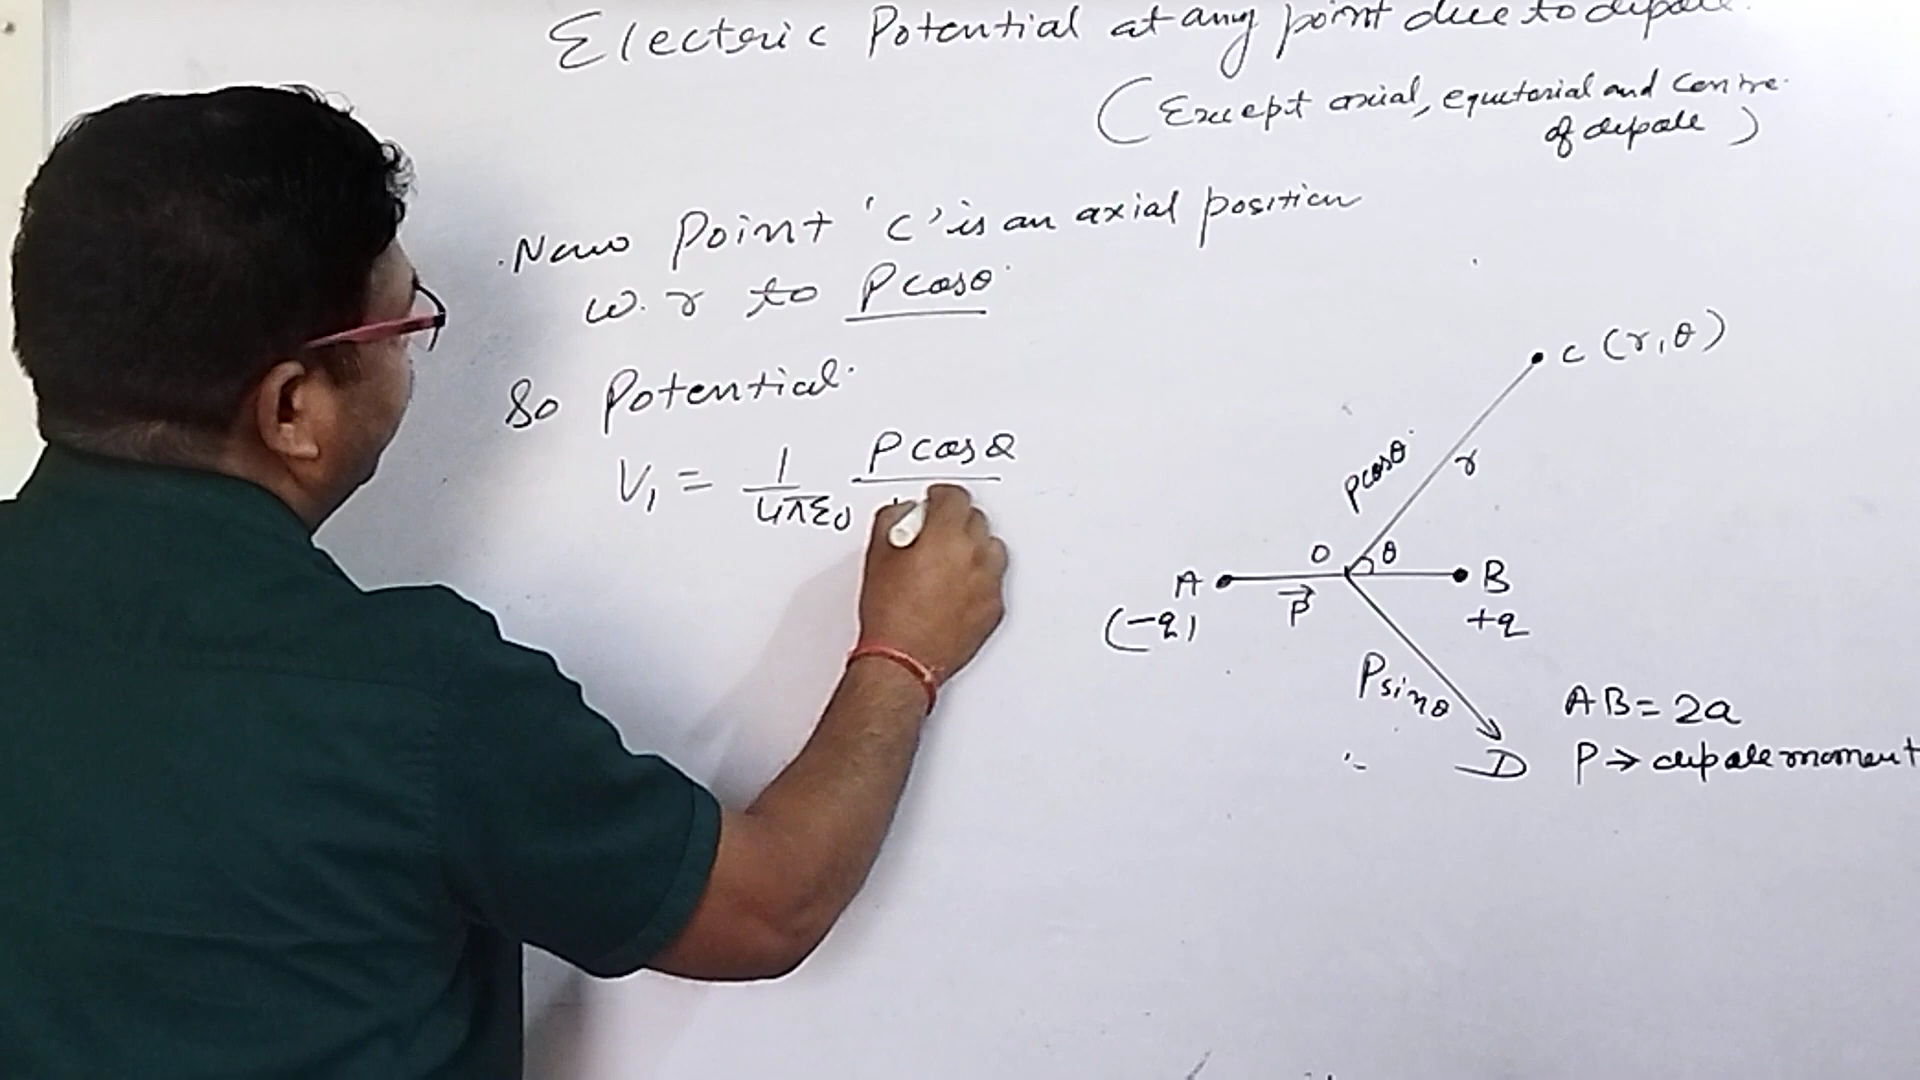 Electric Potential at any point due to dipole.
(Except axial, equetorial and centre
of dipole)
Now Point 'C' is an axial position
w.r to Pcosθ
So Potential
V₁ = 1/4πε₀ Pcosθ/
C (r, θ)
Pcosθ
r
O θ
A B
P⃗
(-q) +q
Psinθ
AB = 2a
D P → dipole moment